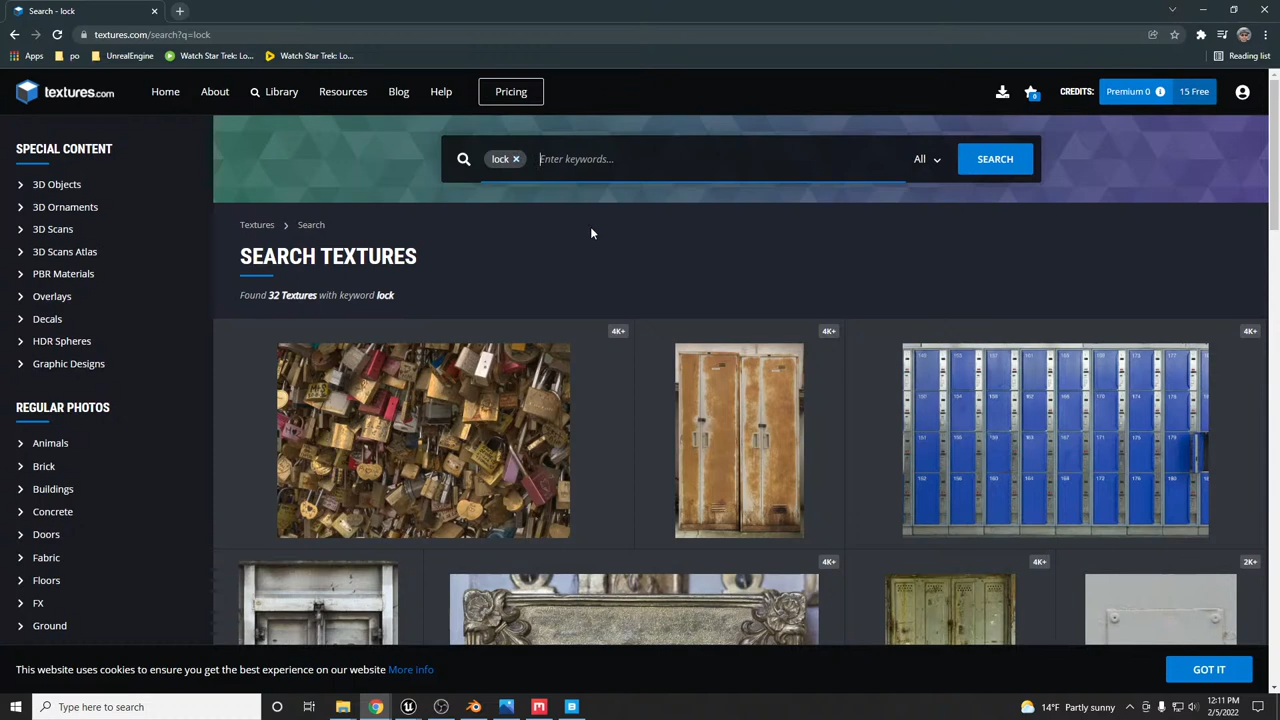 Search - lock
textures.com/search?q=lock
Apps po UnrealEngine Watch Star Trek: Lo... Watch Star Trek: Lo... Reading list
textures.com Home About Library Resources Blog Help Pricing CREDITS: Premium 0 15 Free
SPECIAL CONTENT
3D Objects
3D Ornaments
3D Scans
3D Scans Atlas
PBR Materials
Overlays
Decals
HDR Spheres
Graphic Designs
REGULAR PHOTOS
Animals
Brick
Buildings
Concrete
Doors
Fabric
Floors
FX
Ground
lock Enter keywords... All SEARCH
Textures Search
SEARCH TEXTURES
Found 32 Textures with keyword lock
4K+ 4K+ 4K+
4K+ 4K+ 2K+
This website uses cookies to ensure you get the best experience on our website More info GOT IT
Type here to search 14°F Partly sunny 12:11 PM
2/5/2022